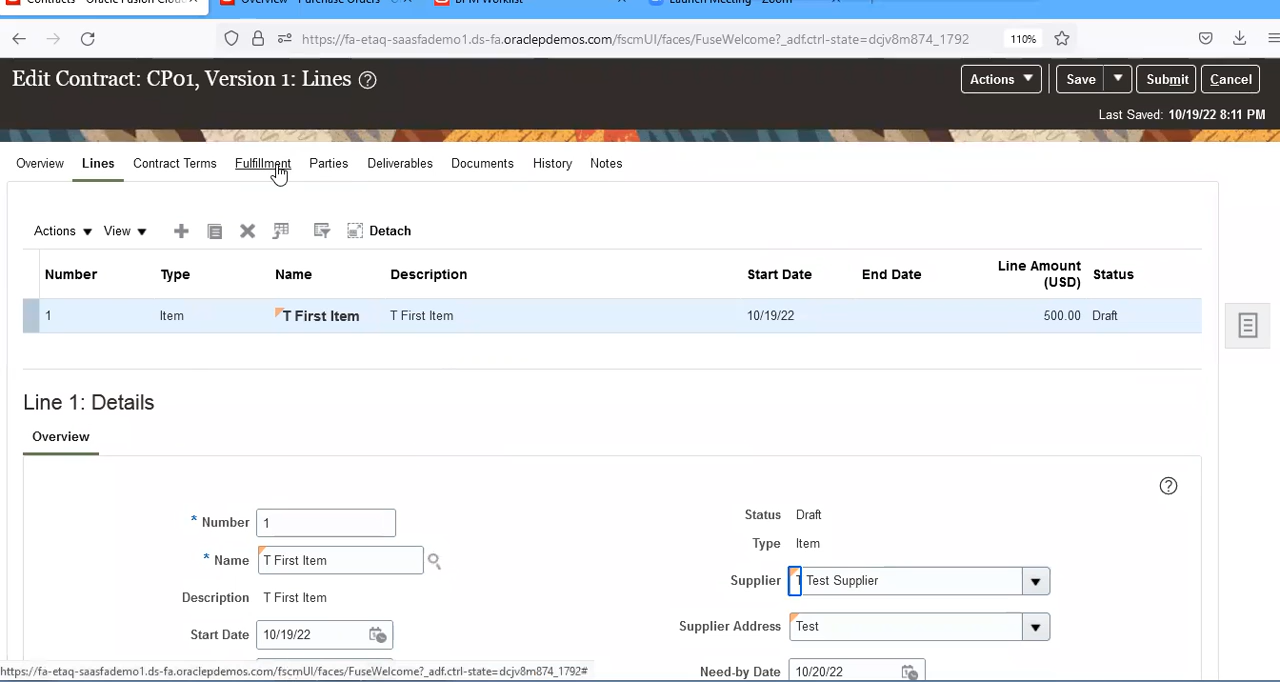 Contracts - Oracle Fusion Clou
Overview - Purchase Orders - C
BPM Worklist
Launch Meeting - Zoom
https://fa-etaq-saasfademo1.ds-fa.oraclepdemos.com/fscmUI/faces/FuseWelcome?_adf.ctrl-state=dcjv8m874_1792
110%
Edit Contract: CP01, Version 1: Lines
Actions
Save
Submit
Cancel
Last Saved: 10/19/22 8:11 PM
Overview Lines Contract Terms Fulfillment Parties Deliverables Documents History Notes
Actions View Detach
Number Type Name Description Start Date End Date Line Amount (USD) Status
1 Item T First Item T First Item 10/19/22 500.00 Draft
Line 1: Details
Overview
* Number 1
* Name T First Item
Description T First Item
Start Date 10/19/22
Status Draft
Type Item
Supplier T Test Supplier
Supplier Address Test
Need-by Date 10/20/22
https://fa-etaq-saasfademo1.ds-fa.oraclepdemos.com/fscmUI/faces/FuseWelcome?_adf.ctrl-state=dcjv8m874_1792#